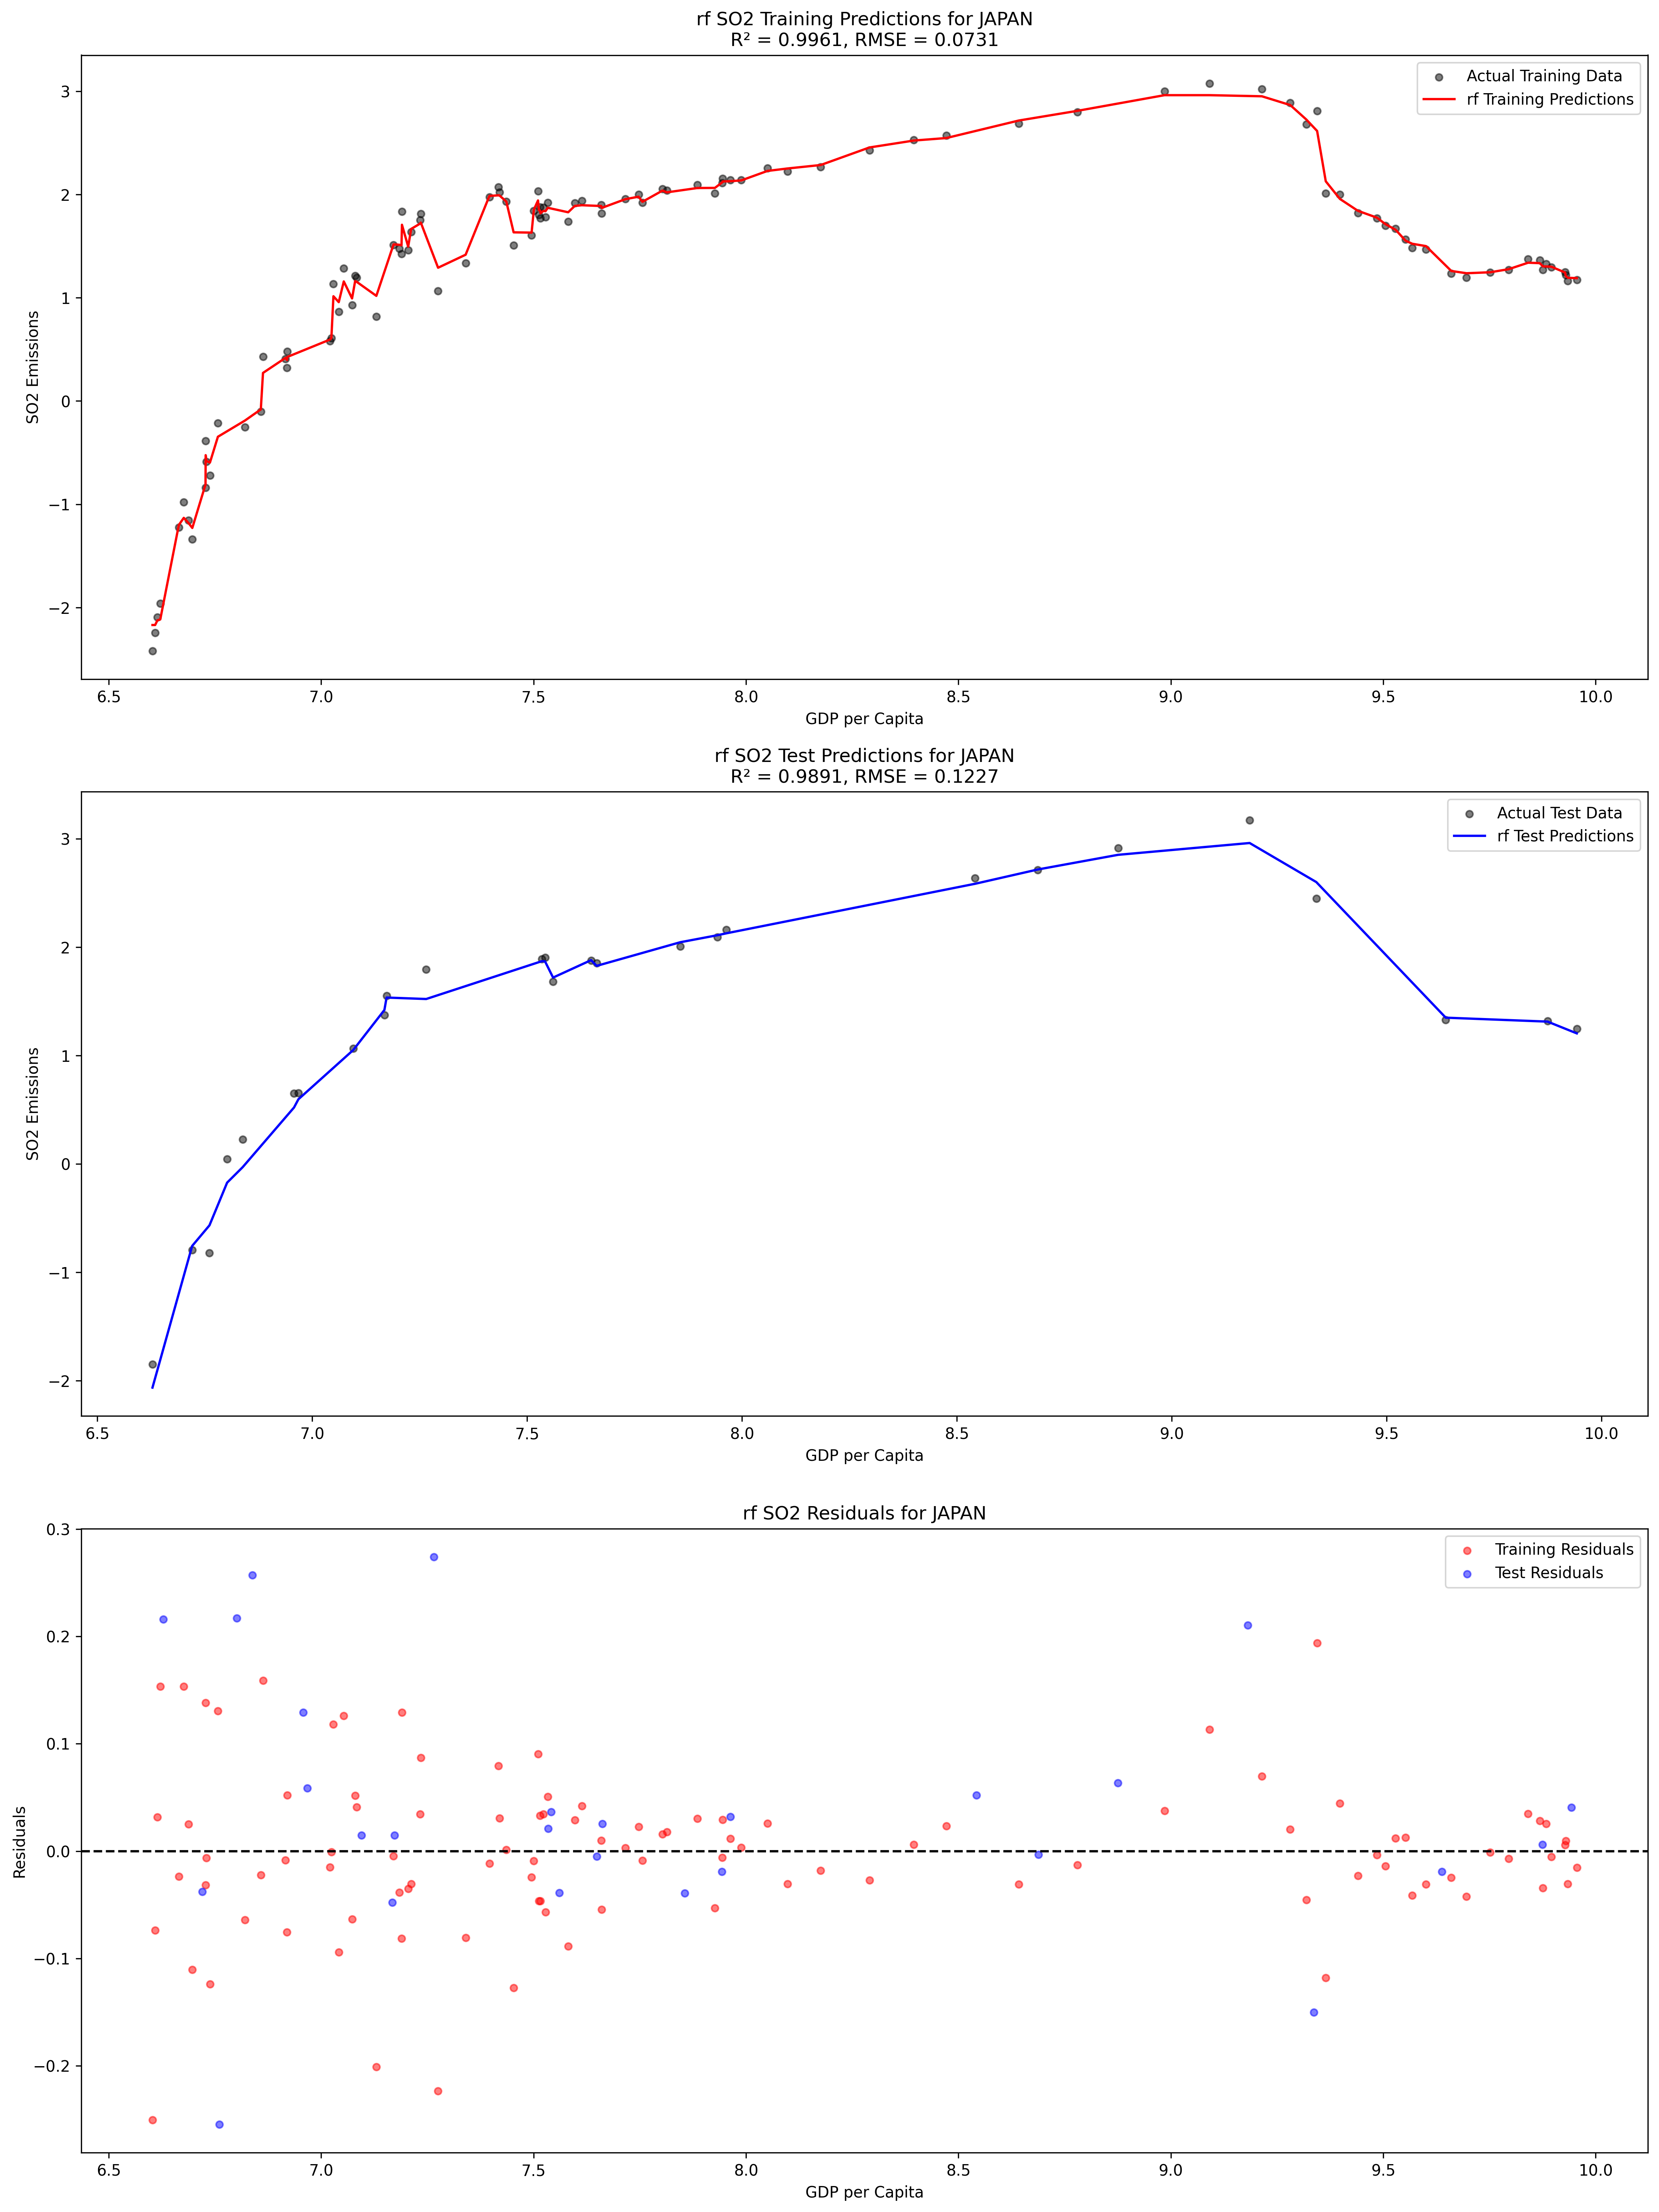 rf SO2 Training Predictions for JAPAN
R² = 0.9961, RMSE = 0.0731
Actual Training Data
rf Training Predictions
3
2
1
0
−1
−2
SO2 Emissions
6.5 7.0 7.5 8.0 8.5 9.0 9.5 10.0
GDP per Capita
rf SO2 Test Predictions for JAPAN
R² = 0.9891, RMSE = 0.1227
Actual Test Data
rf Test Predictions
3
2
1
0
−1
−2
SO2 Emissions
6.5 7.0 7.5 8.0 8.5 9.0 9.5 10.0
GDP per Capita
rf SO2 Residuals for JAPAN
Training Residuals
Test Residuals
0.3
0.2
0.1
0.0
−0.1
−0.2
Residuals
6.5 7.0 7.5 8.0 8.5 9.0 9.5 10.0
GDP per Capita